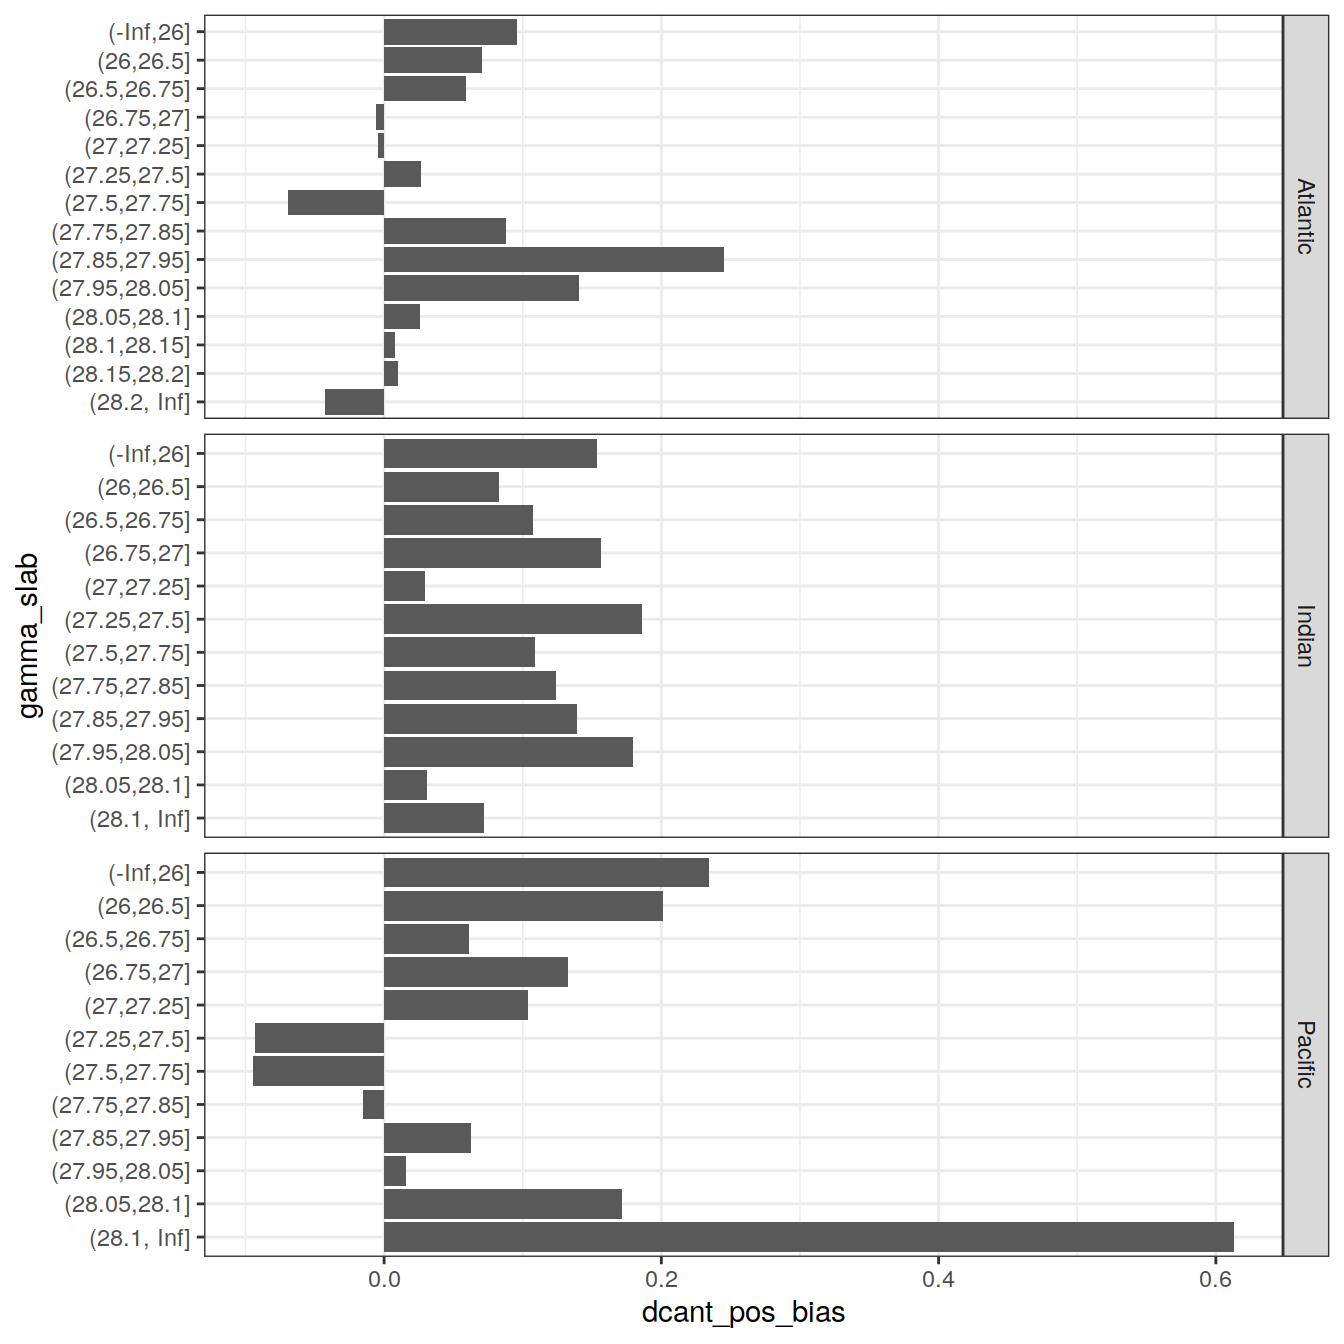 (-Inf,26]
(26,26.5]
(26.5,26.75]
(26.75,27]
(27,27.25]
(27.25,27.5]
(27.5,27.75]
(27.75,27.85]
(27.85,27.95]
(27.95,28.05]
(28.05,28.1]
(28.1,28.15]
(28.15,28.2]
(28.2, Inf]
Atlantic
(-Inf,26]
(26,26.5]
(26.5,26.75]
(26.75,27]
(27,27.25]
(27.25,27.5]
(27.5,27.75]
(27.75,27.85]
(27.85,27.95]
(27.95,28.05]
(28.05,28.1]
(28.1, Inf]
Indian
gamma_slab
(-Inf,26]
(26,26.5]
(26.5,26.75]
(26.75,27]
(27,27.25]
(27.25,27.5]
(27.5,27.75]
(27.75,27.85]
(27.85,27.95]
(27.95,28.05]
(28.05,28.1]
(28.1, Inf]
Pacific
0.0 0.2 0.4 0.6
dcant_pos_bias